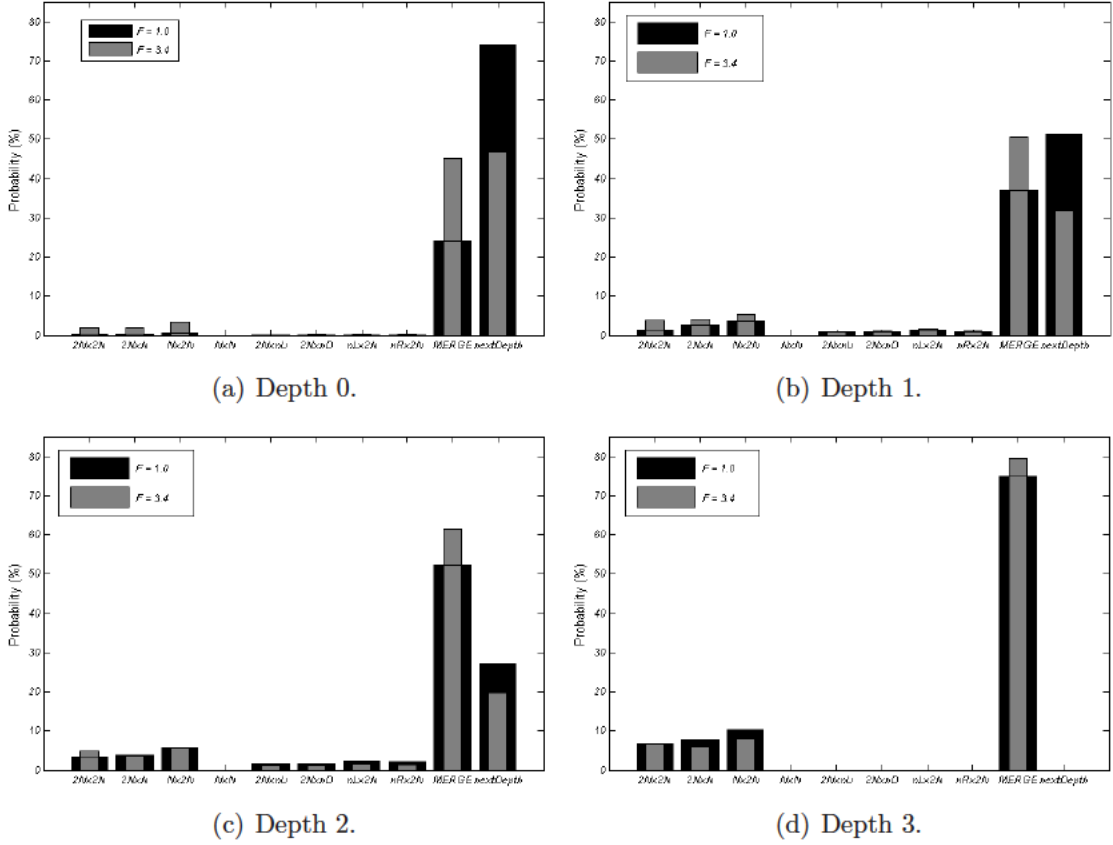 80
70
60
50
40
30
20
10
0
Probability (%)
F = 1.0
F = 3.4
2Nx2N 2NxN Nx2N NxN 2NxnU 2NxnD nLx2N nRx2N MERGE nextDepth
(a) Depth 0.
80
70
60
50
40
30
20
10
0
Probability (%)
F = 1.0
F = 3.4
2Nx2N 2NxN Nx2N NxN 2NxnU 2NxnD nLx2N nRx2N MERGE nextDepth
(b) Depth 1.
80
70
60
50
40
30
20
10
0
Probability (%)
F = 1.0
F = 3.4
2Nx2N 2NxN Nx2N NxN 2NxnU 2NxnD nLx2N nRx2N MERGE nextDepth
(c) Depth 2.
80
70
60
50
40
30
20
10
0
Probability (%)
F = 1.0
F = 3.4
2Nx2N 2NxN Nx2N NxN 2NxnU 2NxnD nLx2N nRx2N MERGE nextDepth
(d) Depth 3.